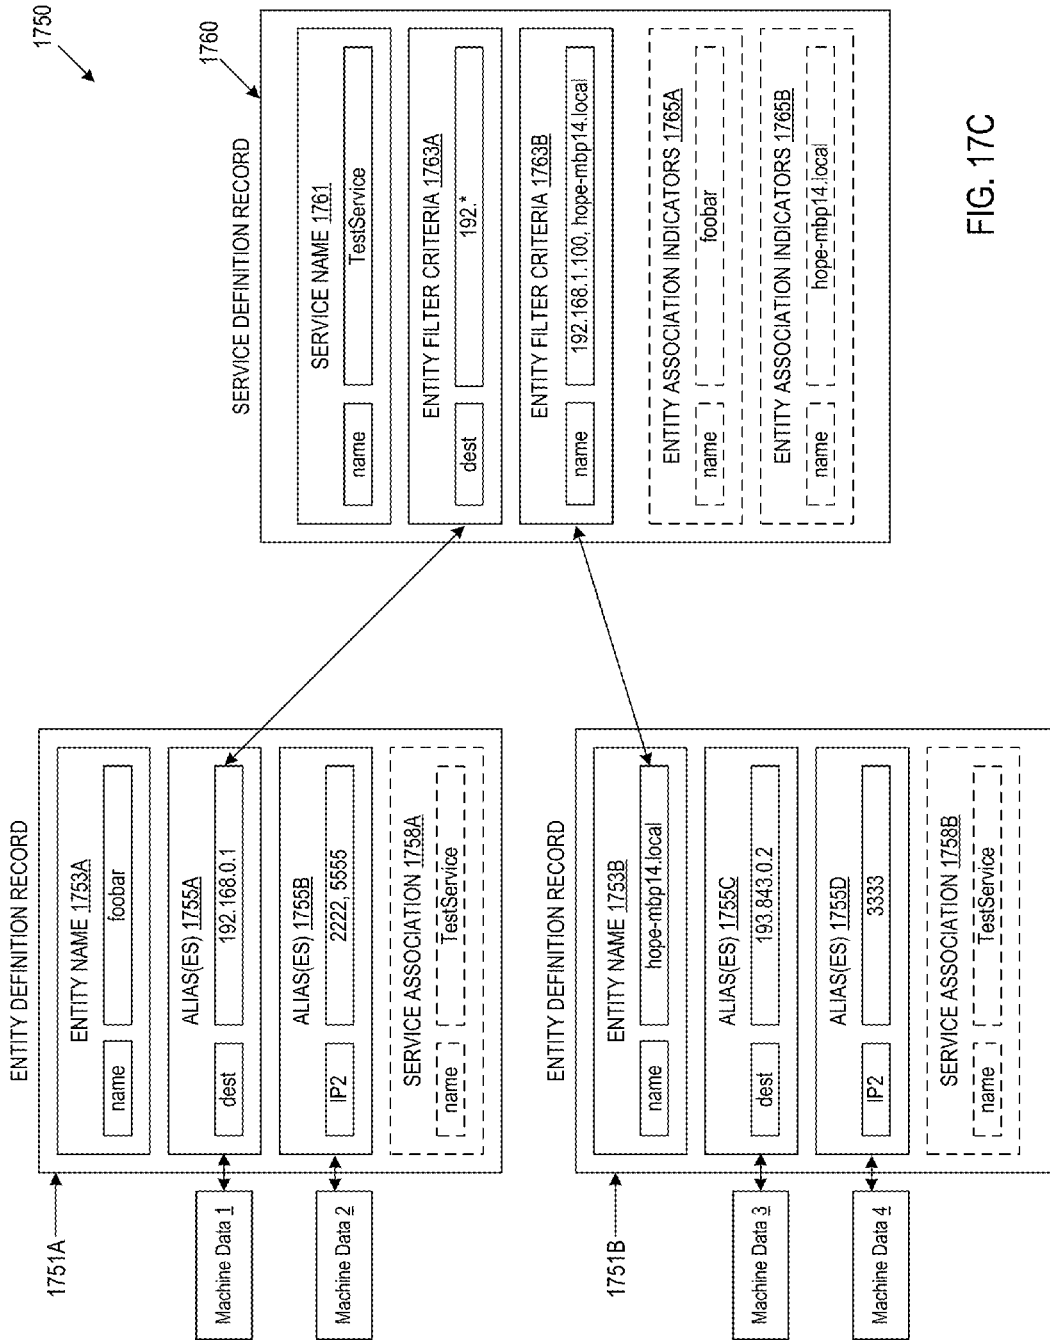 1750
ENTITY DEFINITION RECORD
1751A
ENTITY NAME 1753A
name
foobar
Machine Data 1
ALIAS(ES) 1755A
dest
192.168.0.1
Machine Data 2
ALIAS(ES) 1755B
IP2
2222, 5555
SERVICE ASSOCIATION 1758A
name
TestService
ENTITY DEFINITION RECORD
1751B
ENTITY NAME 1753B
name
hope-mbp14.local
Machine Data 3
ALIAS(ES) 1755C
dest
193.843.0.2
Machine Data 4
ALIAS(ES) 1755D
IP2
3333
SERVICE ASSOCIATION 1758B
name
TestService
SERVICE DEFINITION RECORD
1760
SERVICE NAME 1761
name
TestService
ENTITY FILTER CRITERIA 1763A
dest
192.*
ENTITY FILTER CRITERIA 1763B
name
192.168.1.100, hope-mbp14.local
ENTITY ASSOCIATION INDICATORS 1765A
name
foobar
ENTITY ASSOCIATION INDICATORS 1765B
name
hope-mbp14.local
FIG. 17C